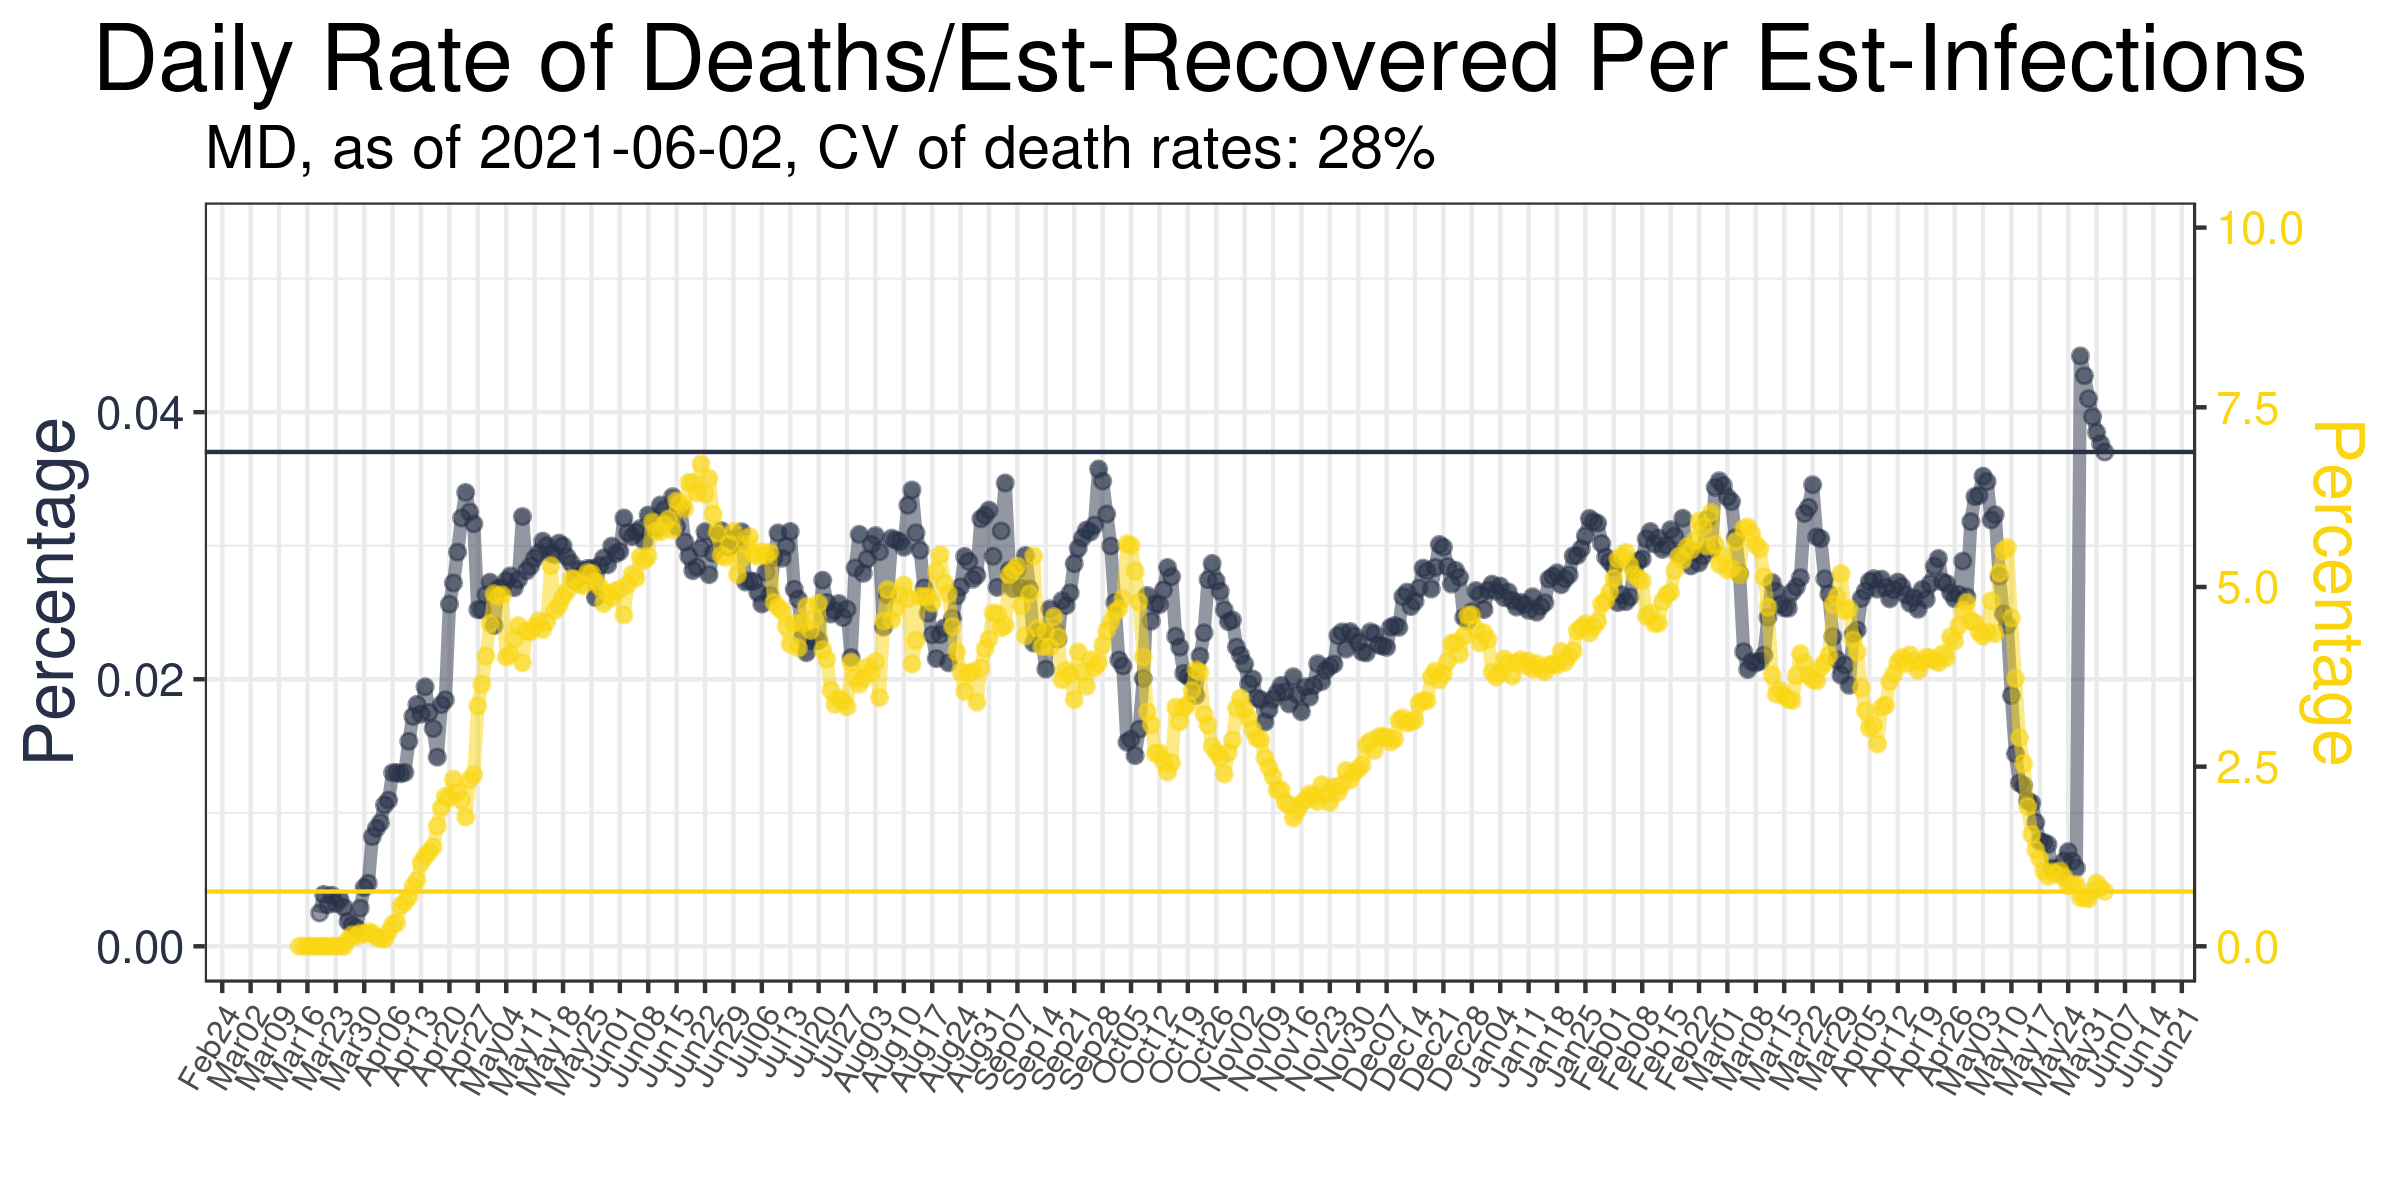 Daily Rate of Deaths/Est-Recovered Per Est-Infections
MD, as of 2021-06-02, CV of death rates: 28%
Percentage
0.04
0.02
0.00
10.0
7.5
5.0
2.5
0.0
Percentage
Feb24
Mar02
Mar09
Mar16
Mar23
Mar30
Apr06
Apr13
Apr20
Apr27
May04
May11
May18
May25
Jun01
Jun08
Jun15
Jun22
Jun29
Jul06
Jul13
Jul20
Jul27
Aug03
Aug10
Aug17
Aug24
Aug31
Sep07
Sep14
Sep21
Sep28
Oct05
Oct12
Oct19
Oct26
Nov02
Nov09
Nov16
Nov23
Nov30
Dec07
Dec14
Dec21
Dec28
Jan04
Jan11
Jan18
Jan25
Feb01
Feb08
Feb15
Feb22
Mar01
Mar08
Mar15
Mar22
Mar29
Apr05
Apr12
Apr19
Apr26
May03
May10
May17
May24
May31
Jun07
Jun14
Jun21